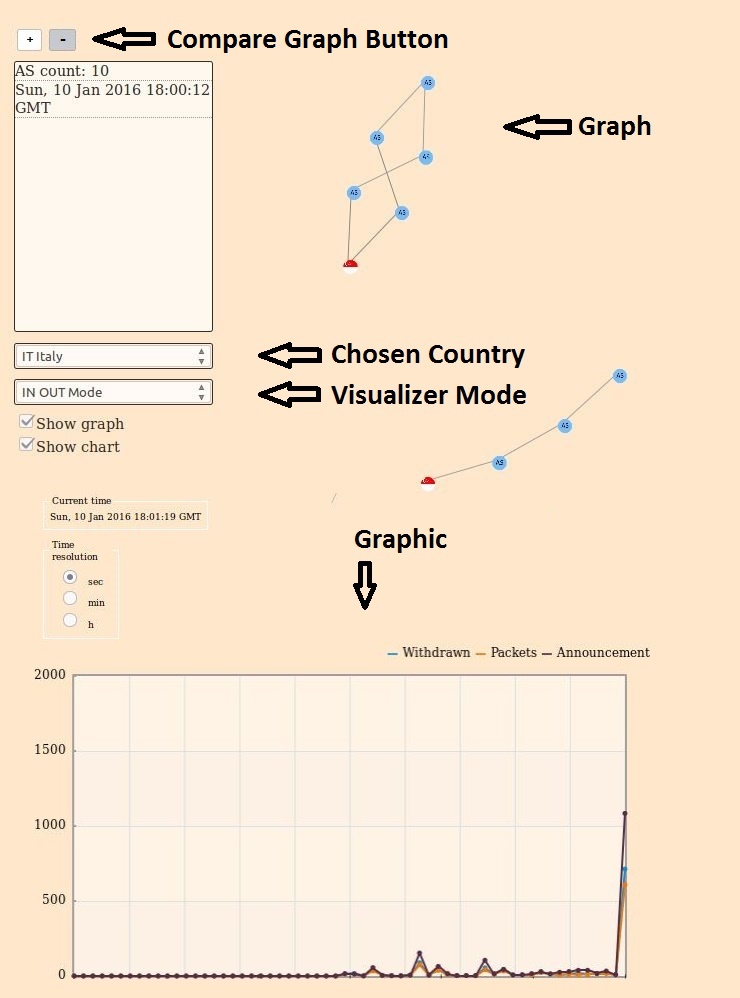 + - Compare Graph Button
AS count: 10
Sun, 10 Jan 2016 18:00:12
GMT
AS
Graph
AS
AS
AS
AS
IT Italy
Chosen Country
AS
IN OUT Mode
Visualizer Mode
Show graph
AS
Show chart
AS
Current time
Sun, 10 Jan 2016 18:01:19 GMT
Graphic
Time
resolution
sec
min
h
Withdrawn Packets Announcement
2000
1500
1000
500
0